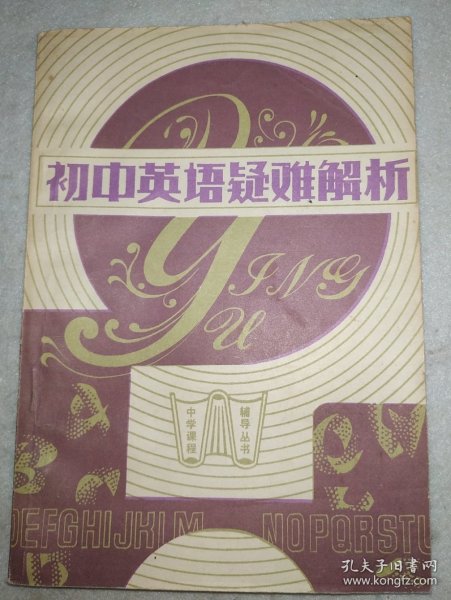 初中英语疑难解析
YING
U
中学课程
辅导丛书
DEFGHIJKLM NOPQRSTU
孔夫子旧书网
www.kongfz.com